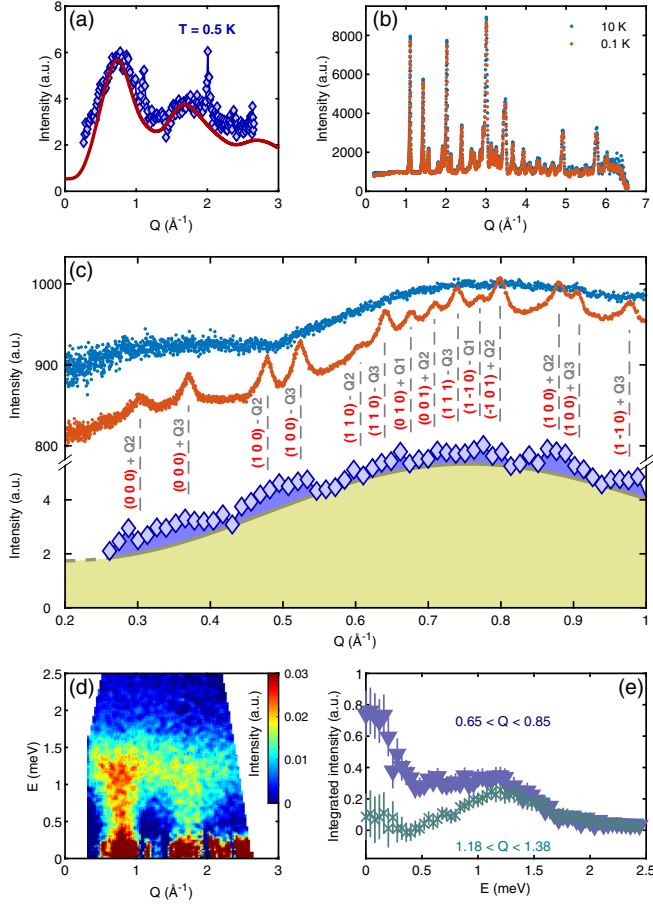 (a)
T = 0.5 K
Intensity (a.u.)
6
4
2
0
0
1
2
3
Q (Å⁻¹)
(b)
10 K
0.1 K
Intensity (a.u.)
8000
6000
4000
2000
0
0
1
2
3
4
5
6
7
Q (Å⁻¹)
(c)
Intensity (a.u.)
1000
900
800
Intensity (a.u.)
4
2
0
(0 0 0) + Q2
(0 0 0) + Q3
(1 0 0) - Q2
(1 0 0) - Q3
(1 1 0) - Q2
(1 1 0) - Q3
(0 1 0) + Q1
(0 0 1) + Q2
(1 1 1) - Q3
(1 -1 0) - Q1
(-1 0 1) + Q2
(1 0 0) + Q2
(1 0 0) + Q3
(1 -1 0) + Q3
0.2
0.3
0.4
0.5
0.6
0.7
0.8
0.9
1
Q (Å⁻¹)
(d)
E (meV)
2.5
2
1.5
1
0.5
0
0
1
2
Q (Å⁻¹)
0.03
0.02
0.01
0
Intensity (a.u.)
(e)
0.65 < Q < 0.85
1.18 < Q < 1.38
Integrated intensity (a.u.)
1
0.8
0.6
0.4
0.2
0
0
0.5
1
1.5
2
2.5
E (meV)